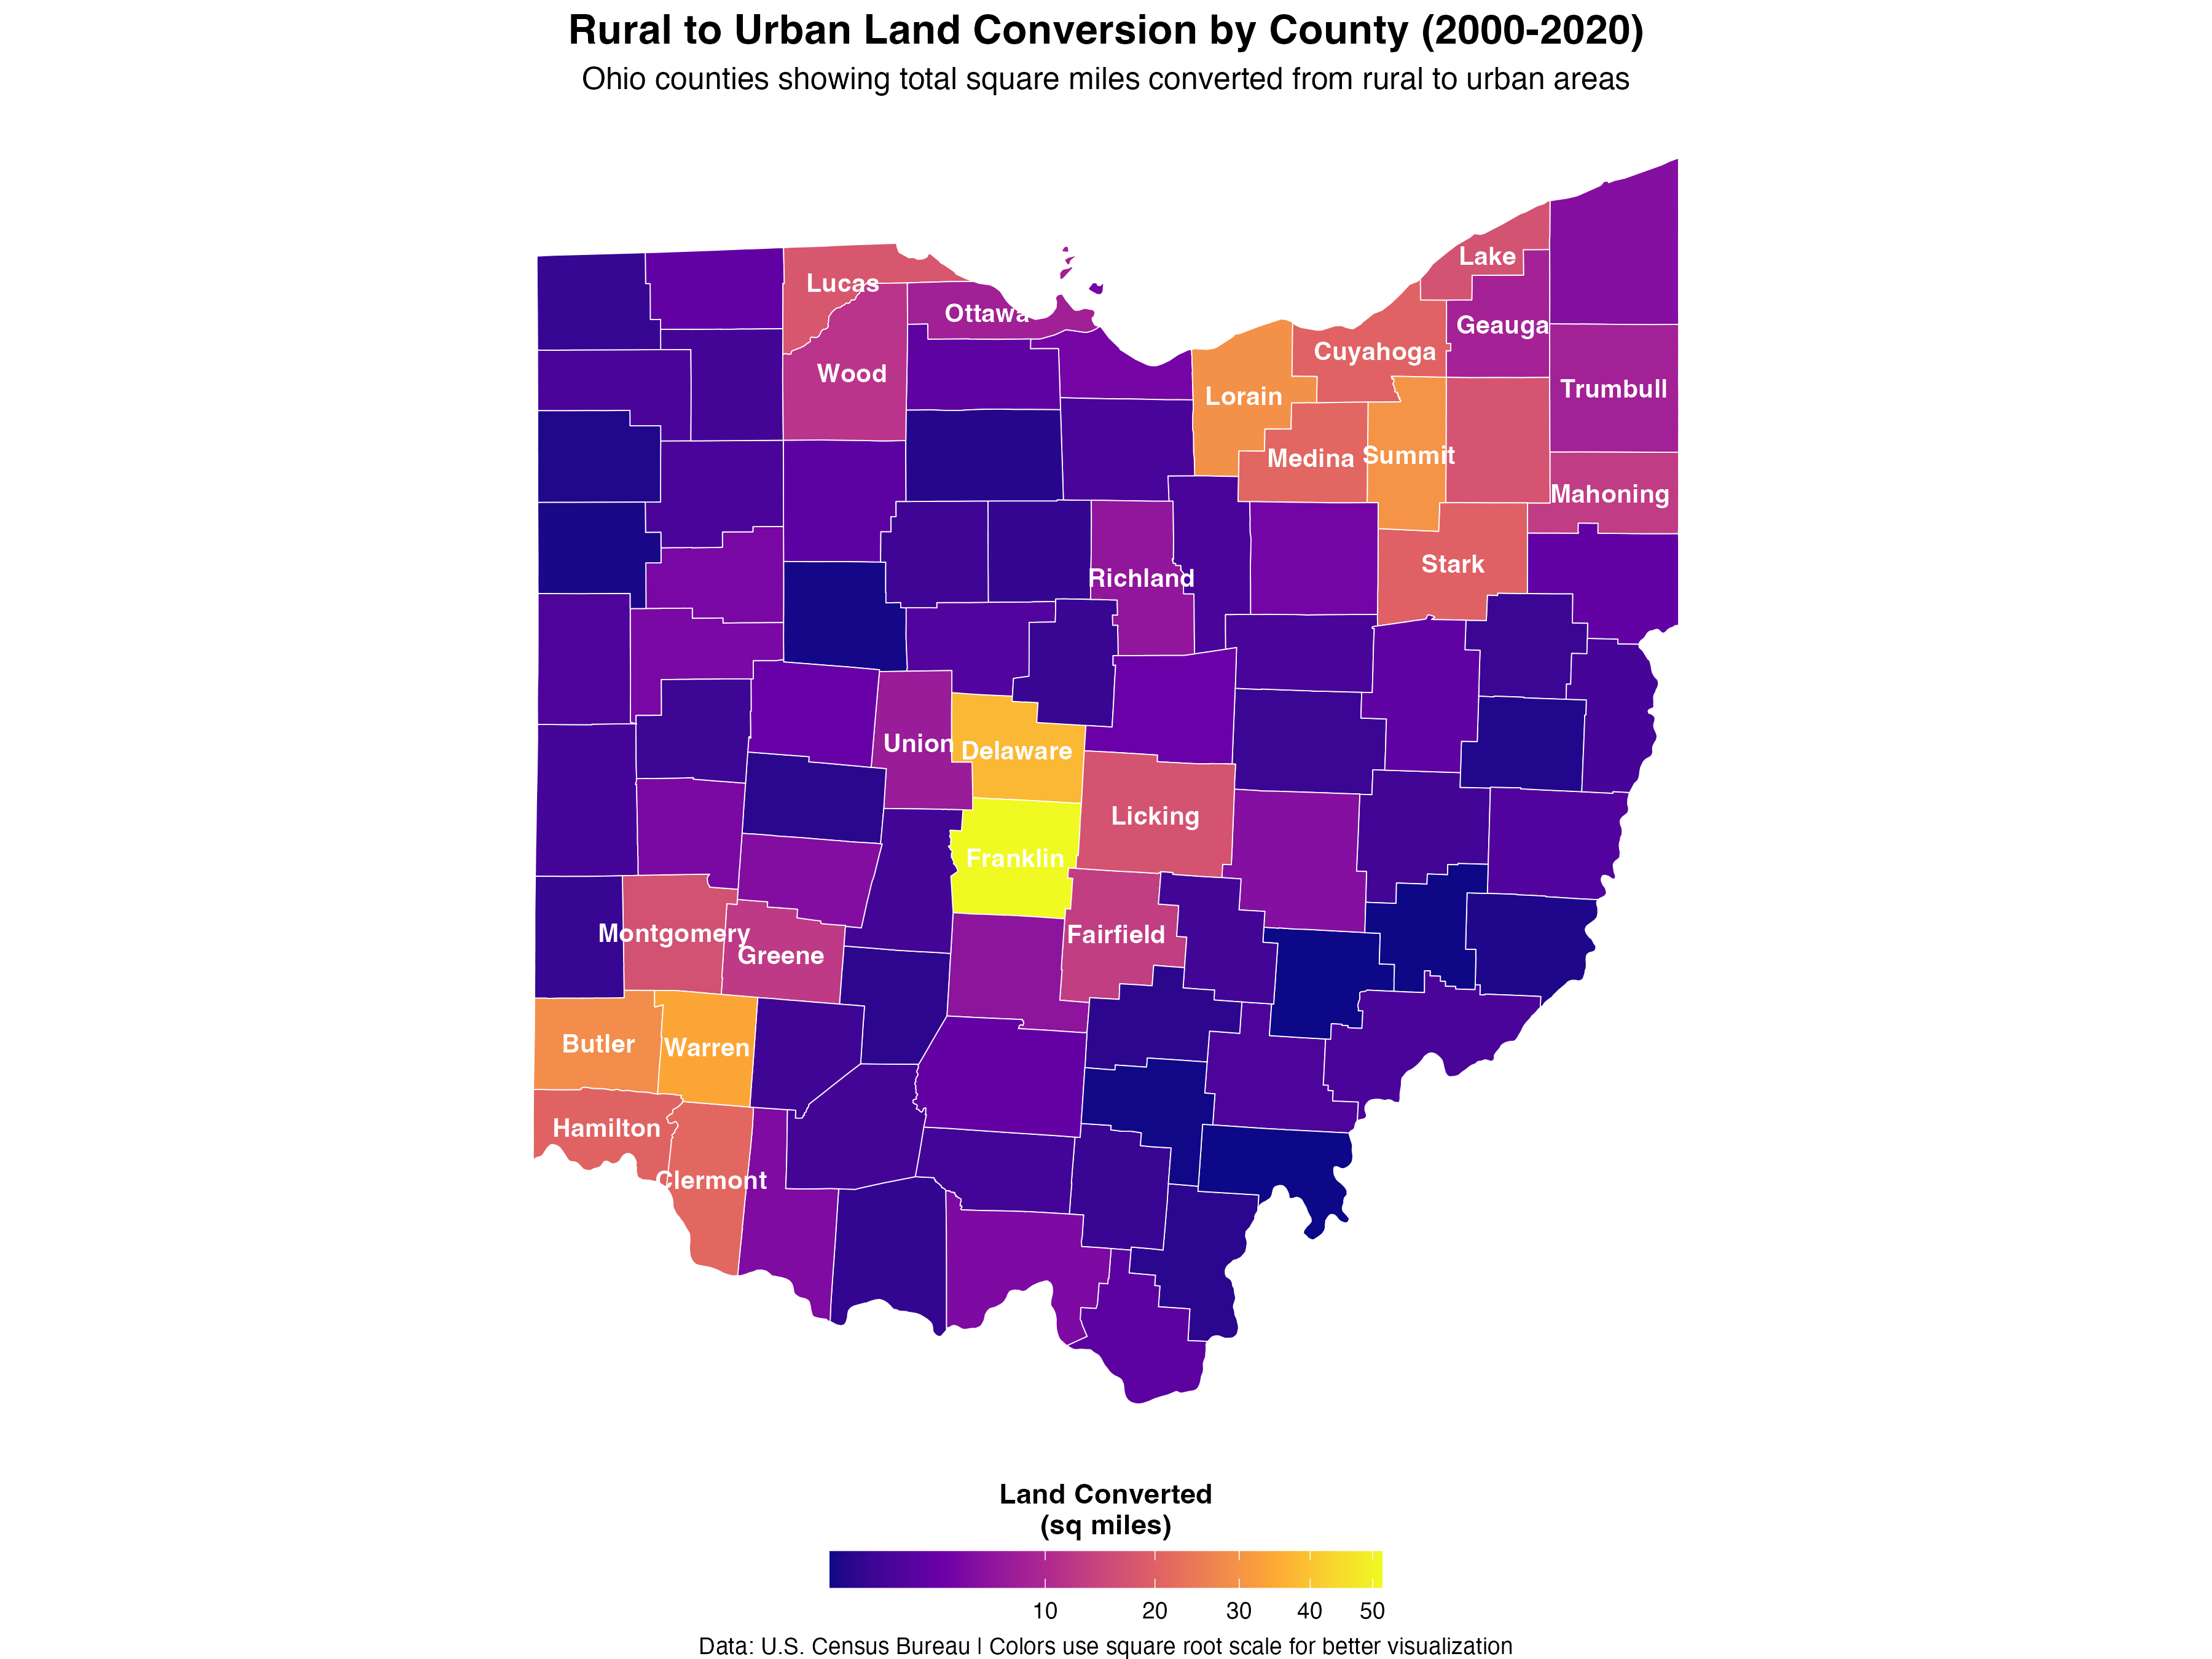 Rural to Urban Land Conversion by County (2000-2020)
Ohio counties showing total square miles converted from rural to urban areas
Lake
Lucas
Ottawa
Geauga
Cuyahoga
Wood
Trumbull
Lorain
Summit
Medina
Mahoning
Stark
Richland
Union
Delaware
Licking
Franklin
Montgomery
Fairfield
Greene
Butler
Warren
Hamilton
Clermont
Land Converted
(sq miles)
10 20 30 40 50
Data: U.S. Census Bureau | Colors use square root scale for better visualization